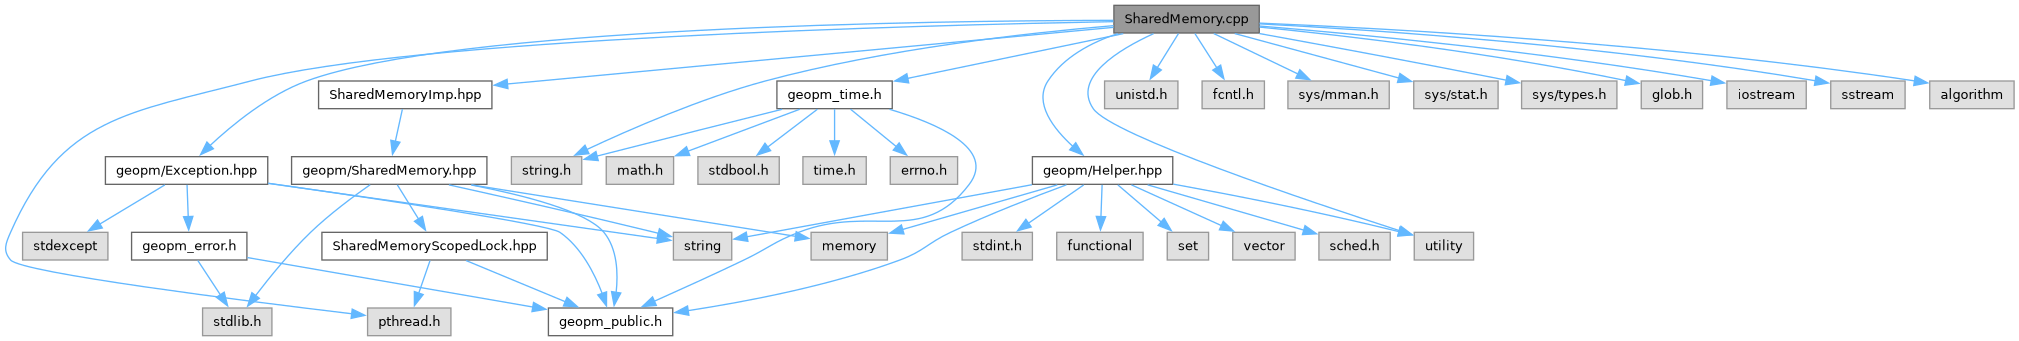 SharedMemory.cpp
SharedMemoryImp.hpp
geopm_time.h
unistd.h
fcntl.h
sys/mman.h
sys/stat.h
sys/types.h
glob.h
iostream
sstream
algorithm
geopm/Exception.hpp
geopm/SharedMemory.hpp
string.h
math.h
stdbool.h
time.h
errno.h
geopm/Helper.hpp
stdexcept
geopm_error.h
SharedMemoryScopedLock.hpp
string
memory
stdint.h
functional
set
vector
sched.h
utility
stdlib.h
pthread.h
geopm_public.h